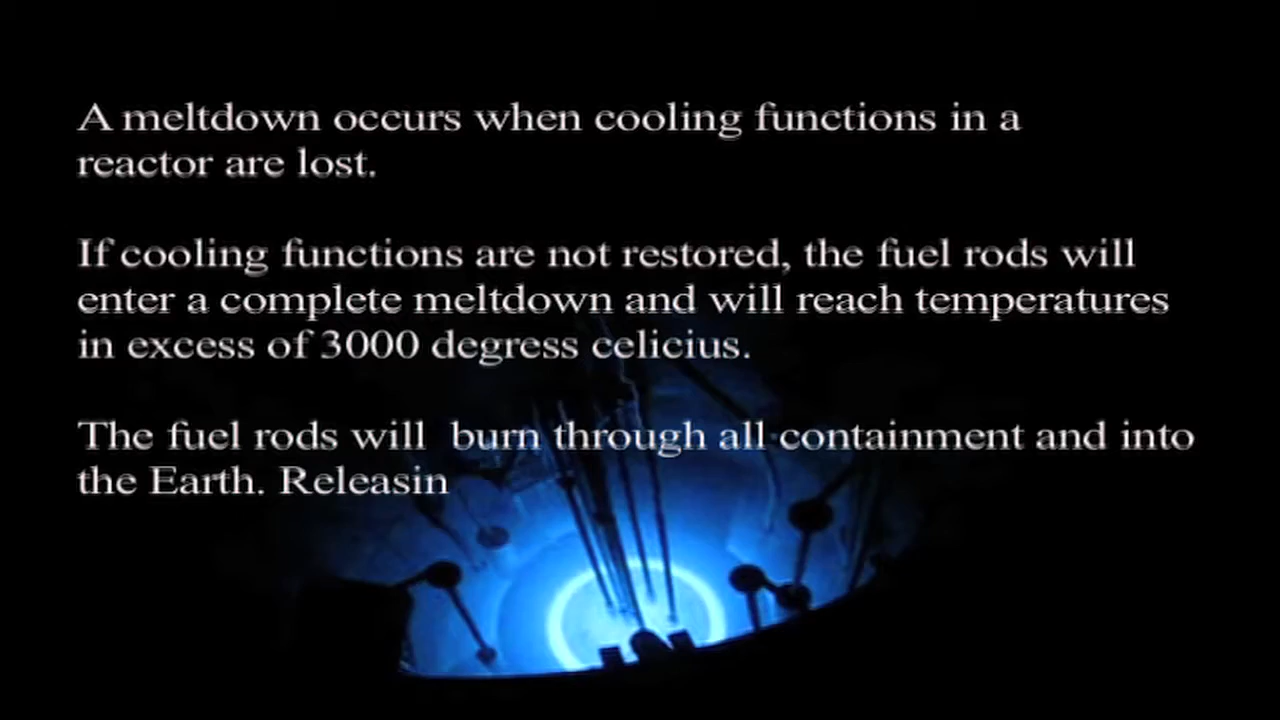 A meltdown occurs when cooling functions in a
reactor are lost.
If cooling functions are not restored, the fuel rods will
enter a complete meltdown and will reach temperatures
in excess of 3000 degress celicius.
The fuel rods will  burn through all containment and into
the Earth. Releasin